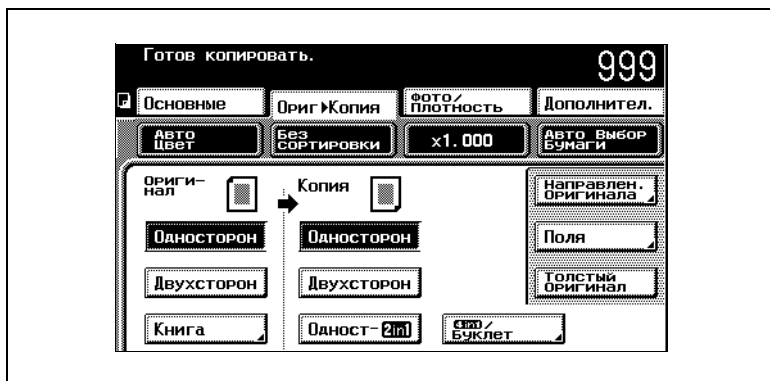 Готов копировать.
999
Основные
Ориг▶Копия
ФОТО/
ПЛОТНОСТЬ
Дополнител.
Авто
Цвет
Без
СОРТИРОВКИ
x1.000
Авто Выбор
Бумаги
ОРИГИ-
НАЛ
Копия
Направлен.
ОРИГИНАЛА
Односторон
Односторон
Поля
Двухсторон
Двухсторон
Толстый
ОРИГИНАЛ
Книга
Одност-2in1
4in1/
Буклет